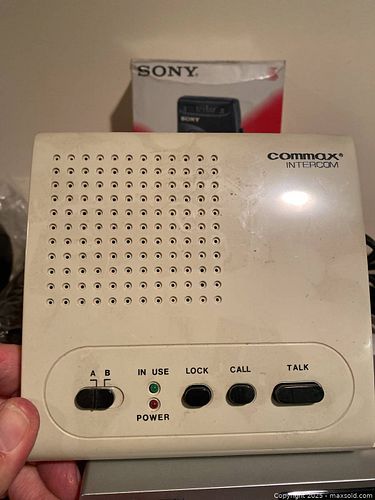 SONY
SONY
COMMAX®
INTERCOM
A B
IN USE
LOCK
CALL
TALK
POWER
Copyright 2025 - maxsold.com